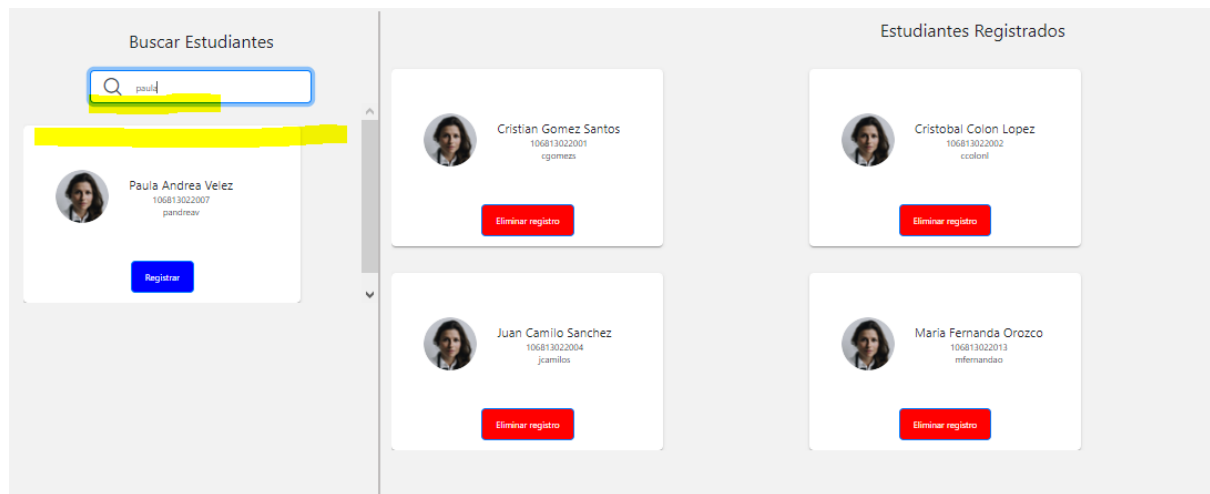 Buscar Estudiantes
paula
Paula Andrea Velez
106813022007
pandreav
Registrar
Estudiantes Registrados
Cristian Gomez Santos
106813022001
cgomezs
Eliminar registro
Cristobal Colon Lopez
106813022002
ccolonl
Eliminar registro
Juan Camilo Sanchez
106813022004
jcamilos
Eliminar registro
Maria Fernanda Orozco
106813022013
mfernandao
Eliminar registro